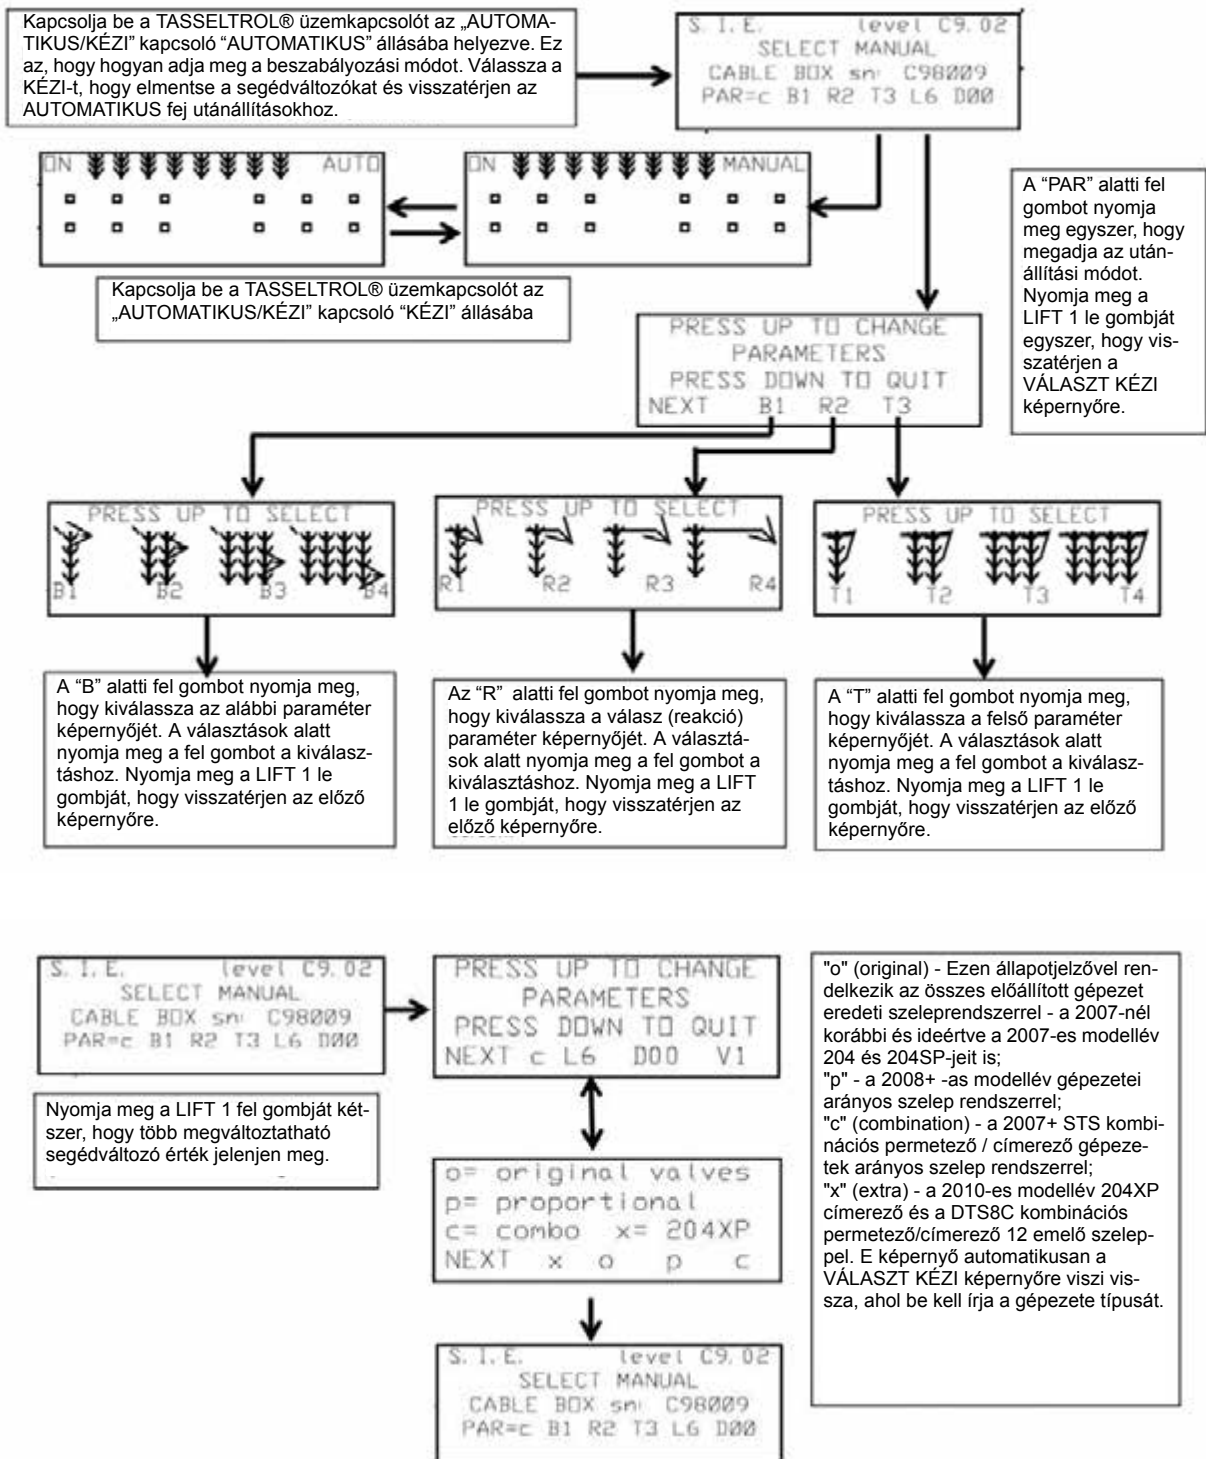 Kapcsolja be a TASSELTROL® üzemkapcsolót az „AUTOMA-
TIKUS/KÉZI” kapcsoló “AUTOMATIKUS” állásába helyezve. Ez
az, hogy hogyan adja meg a beszabályozási módot. Válassza a
KÉZI-t, hogy elmentse a segédváltozókat és visszatérjen az
AUTOMATIKUS fej utánállításokhoz.
S. I. E. level C9.02
SELECT MANUAL
CABLE BOX sn: C98009
PAR=c B1 R2 T3 L6 D00
ON AUTO
ON MANUAL
Kapcsolja be a TASSELTROL® üzemkapcsolót az
„AUTOMATIKUS/KÉZI” kapcsoló “KÉZI” állásába
A “PAR” alatti fel
gombot nyomja
meg egyszer, hogy
megadja az után-
állítási módot.
Nyomja meg a
LIFT 1 le gombját
egyszer, hogy vis-
szatérjen a
VÁLASZT KÉZI
képernyőre.
PRESS UP TO CHANGE
PARAMETERS
PRESS DOWN TO QUIT
NEXT B1 R2 T3
PRESS UP TO SELECT
B1 B2 B3 B4
PRESS UP TO SELECT
R1 R2 R3 R4
PRESS UP TO SELECT
T1 T2 T3 T4
A “B” alatti fel gombot nyomja meg,
hogy kiválassza az alábbi paraméter
képernyőjét. A választások alatt
nyomja meg a fel gombot a kiválasz-
táshoz. Nyomja meg a LIFT 1 le
gombját, hogy visszatérjen az előző
képernyőre.
Az “R” alatti fel gombot nyomja meg,
hogy kiválassza a válasz (reakció)
paraméter képernyőjét. A választá-
sok alatt nyomja meg a fel gombot a
kiválasztáshoz. Nyomja meg a LIFT
1 le gombját, hogy visszatérjen az
előző képernyőre.
A “T” alatti fel gombot nyomja meg,
hogy kiválassza a felső paraméter
képernyőjét. A választások alatt
nyomja meg a fel gombot a kiválasz-
táshoz. Nyomja meg a LIFT 1 le
gombját, hogy visszatérjen az előző
képernyőre.
S. I. E. level C9.02
SELECT MANUAL
CABLE BOX sn: C98009
PAR=c B1 R2 T3 L6 D00
Nyomja meg a LIFT 1 fel gombját két-
szer, hogy több megváltoztatható
segédváltozó érték jelenjen meg.
PRESS UP TO CHANGE
PARAMETERS
PRESS DOWN TO QUIT
NEXT c L6 D00 V1
o= original valves
p= proportional
c= combo x= 204XP
NEXT x o p c
S. I. E. level C9.02
SELECT MANUAL
CABLE BOX sn: C98009
PAR=c B1 R2 T3 L6 D00
"o" (original) - Ezen állapotjelzővel ren-
delkezik az összes előállított gépezet
eredeti szeleprendszerrel - a 2007-nél
korábbi és ideértve a 2007-es modellév
204 és 204SP-jeit is;
"p" - a 2008+ -as modellév gépezetei
arányos szelep rendszerrel;
"c" (combination) - a 2007+ STS kombi-
nációs permetező / címerező gépeze-
tek arányos szelep rendszerrel;
"x" (extra) - a 2010-es modellév 204XP
címerező és a DTS8C kombinációs
permetező/címerező 12 emelő szelep-
pel. E képernyő automatikusan a
VÁLASZT KÉZI képernyőre viszi vis-
sza, ahol be kell írja a gépezete típusát.